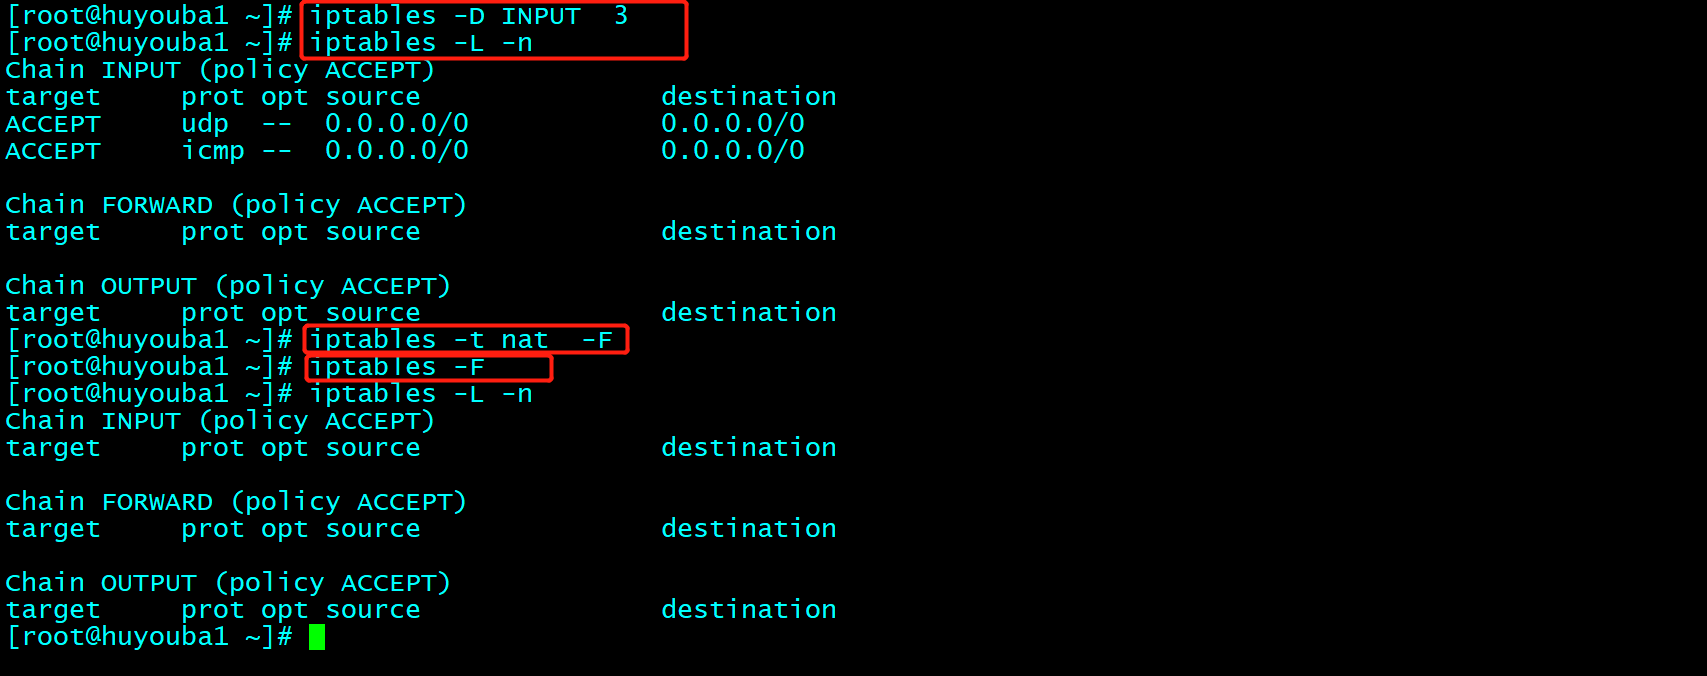 [root@huyouba1 ~]# iptables -D INPUT  3
[root@huyouba1 ~]# iptables -L -n
Chain INPUT (policy ACCEPT)
target     prot opt source               destination
ACCEPT     udp  --  0.0.0.0/0            0.0.0.0/0
ACCEPT     icmp --  0.0.0.0/0            0.0.0.0/0

Chain FORWARD (policy ACCEPT)
target     prot opt source               destination

Chain OUTPUT (policy ACCEPT)
target     prot opt source               destination
[root@huyouba1 ~]# iptables -t nat  -F
[root@huyouba1 ~]# iptables -F
[root@huyouba1 ~]# iptables -L -n
Chain INPUT (policy ACCEPT)
target     prot opt source               destination

Chain FORWARD (policy ACCEPT)
target     prot opt source               destination

Chain OUTPUT (policy ACCEPT)
target     prot opt source               destination
[root@huyouba1 ~]#